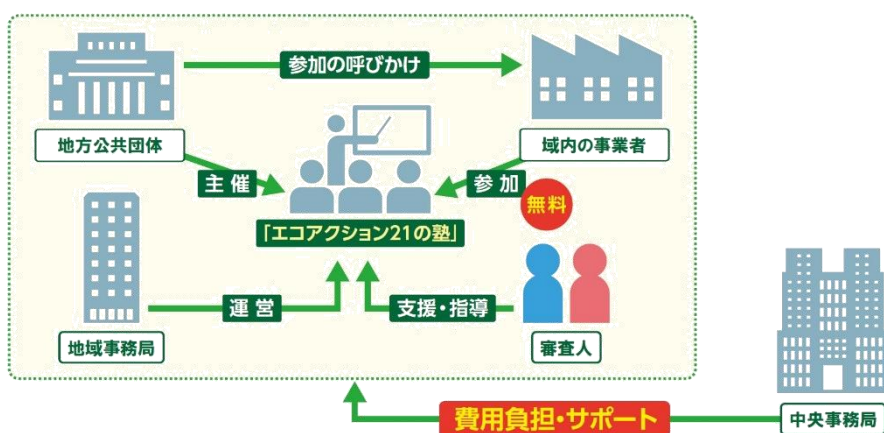 参加の呼びかけ
地方公共団体
域内の事業者
主催
参加
無料
「エコアクション21の塾」
運営
支援・指導
地域事務局
審査人
費用負担・サポート
中央事務局